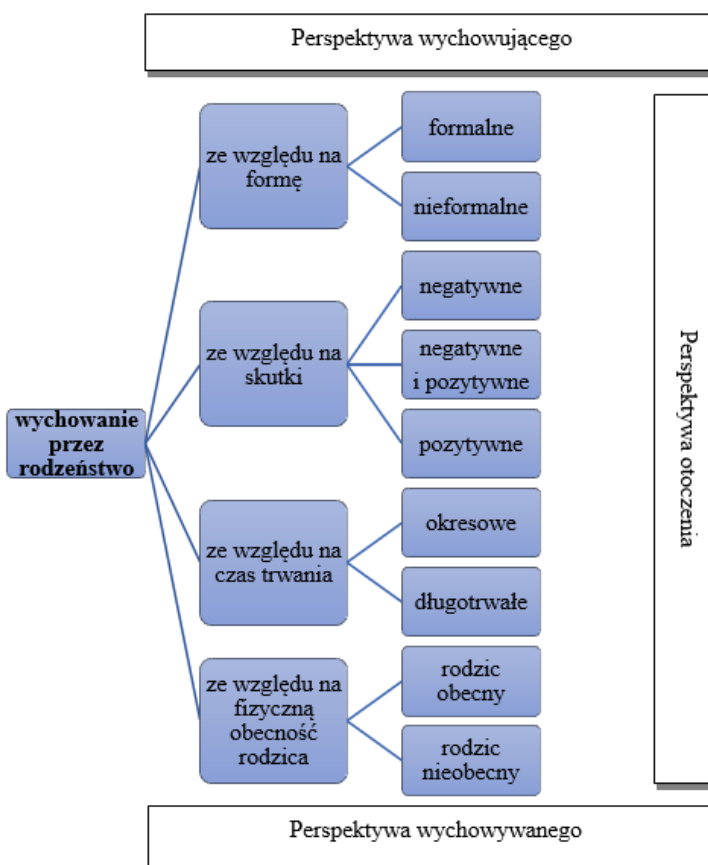 Perspektywa wychowującego
ze względu na
formę
formalne
nieformalne
ze względu na
skutki
negatywne
negatywne
i pozytywne
pozytywne
wychowanie
przez
rodzeństwo
ze względu na
czas trwania
okresowe
długotrwałe
ze względu na
fizyczną
obecność
rodzica
rodzic
obecny
rodzic
nieobecny
Perspektywa otoczenia
Perspektywa wychowywanego